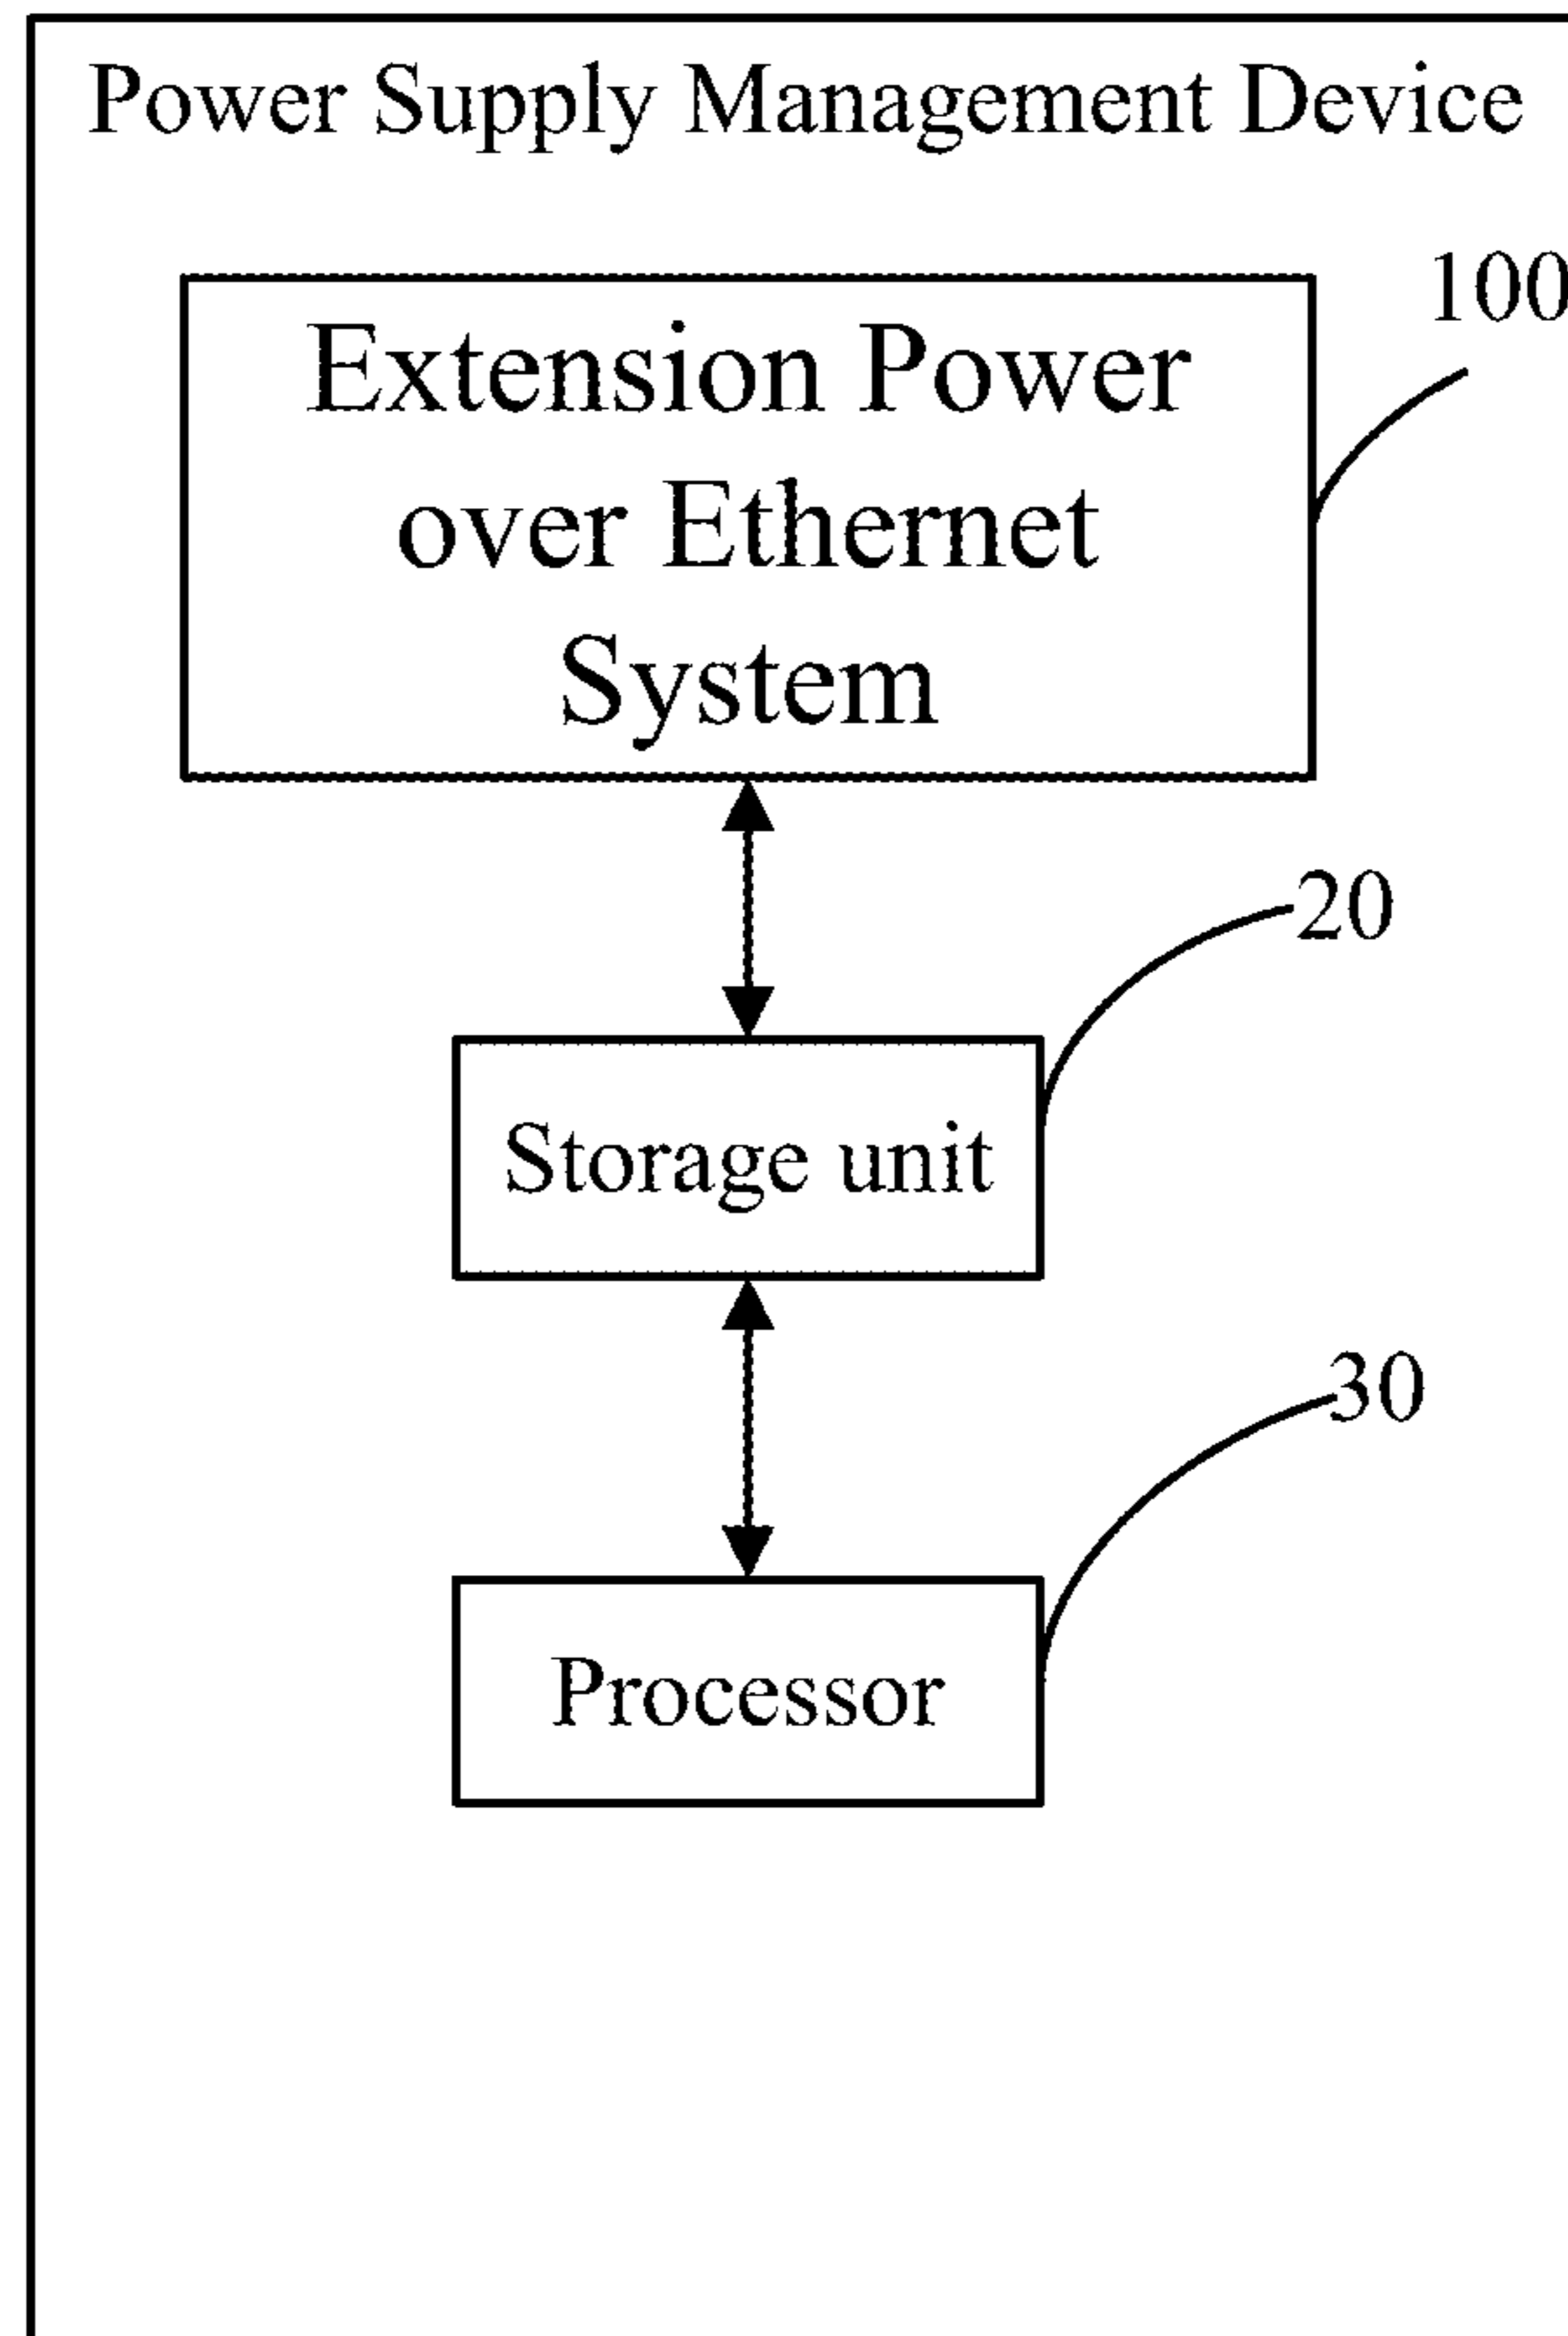 Power Supply Management Device
100
Extension Power
over Ethernet
System
20
Storage unit
30
Processor